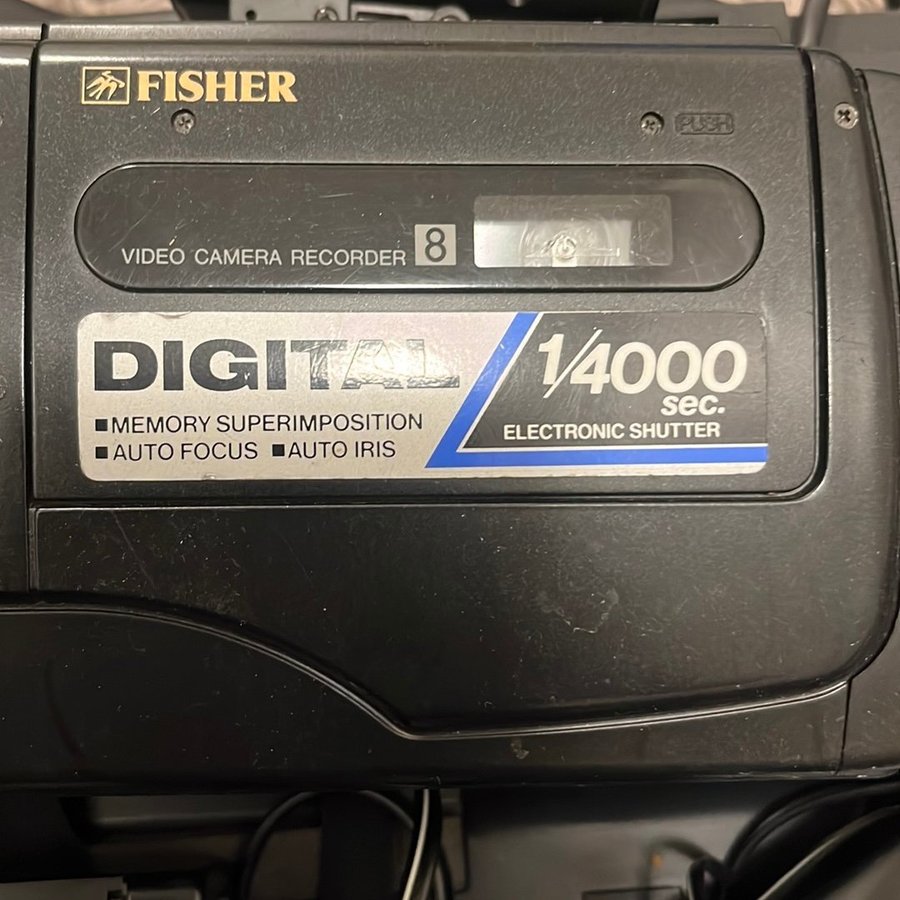 FISHER
PUSH
VIDEO CAMERA RECORDER 8
DIGITAL
■MEMORY SUPERIMPOSITION
■AUTO FOCUS ■AUTO IRIS
1/4000
sec.
ELECTRONIC SHUTTER